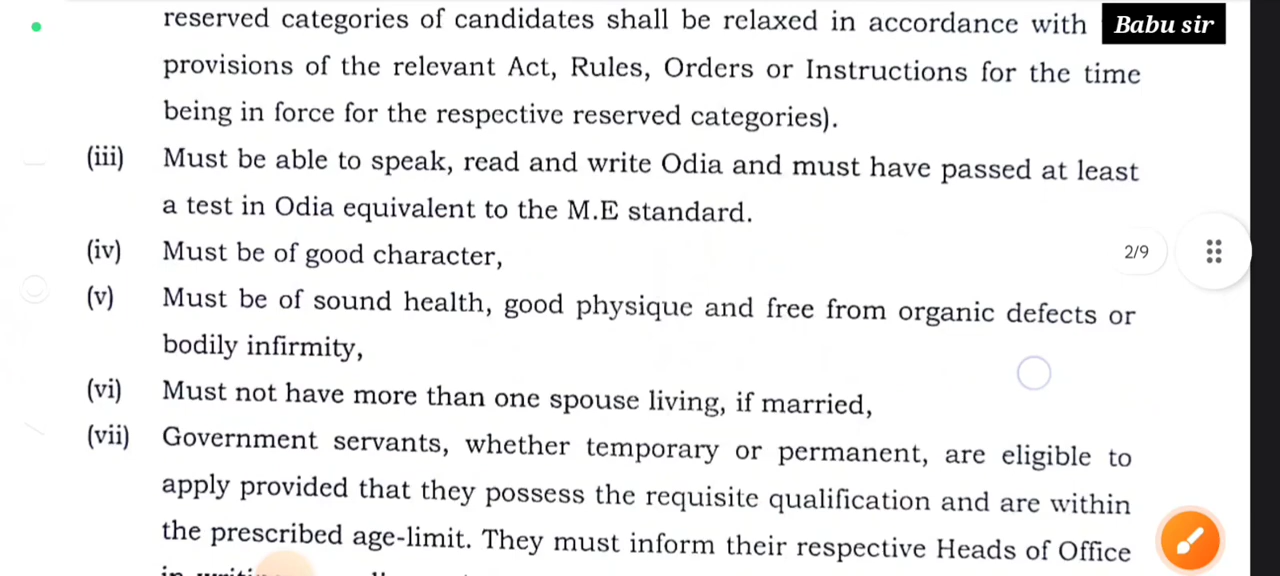 reserved categories of candidates shall be relaxed in accordance with
Babu sir
provisions of the relevant Act, Rules, Orders or Instructions for the time
being in force for the respective reserved categories).
(iii) Must be able to speak, read and write Odia and must have passed at least
a test in Odia equivalent to the M.E standard.
(iv) Must be of good character,
2/9
(v) Must be of sound health, good physique and free from organic defects or
bodily infirmity,
(vi) Must not have more than one spouse living, if married,
(vii) Government servants, whether temporary or permanent, are eligible to
apply provided that they possess the requisite qualification and are within
the prescribed age-limit. They must inform their respective Heads of Office